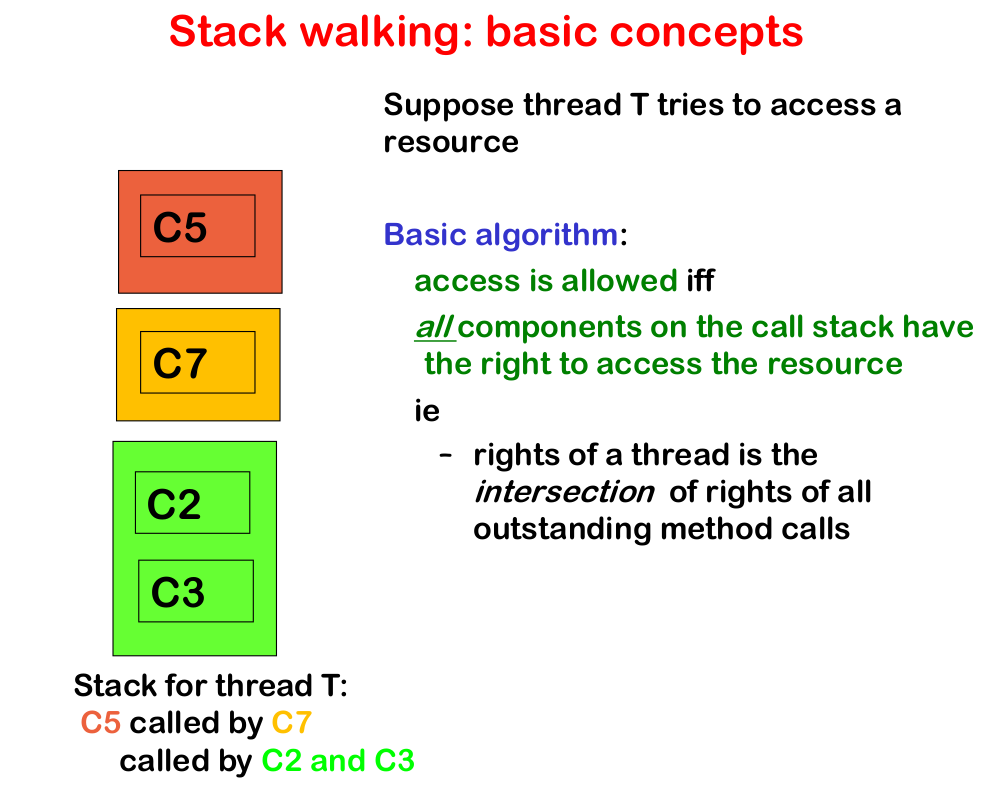 Stack walking: basic concepts
Suppose thread T tries to access a
resource
C5
C7
C2
C3
Stack for thread T:
C5 called by C7
called by C2 and C3
Basic algorithm:
access is allowed iff
all components on the call stack have
the right to access the resource
ie
- rights of a thread is the
intersection of rights of all
outstanding method calls